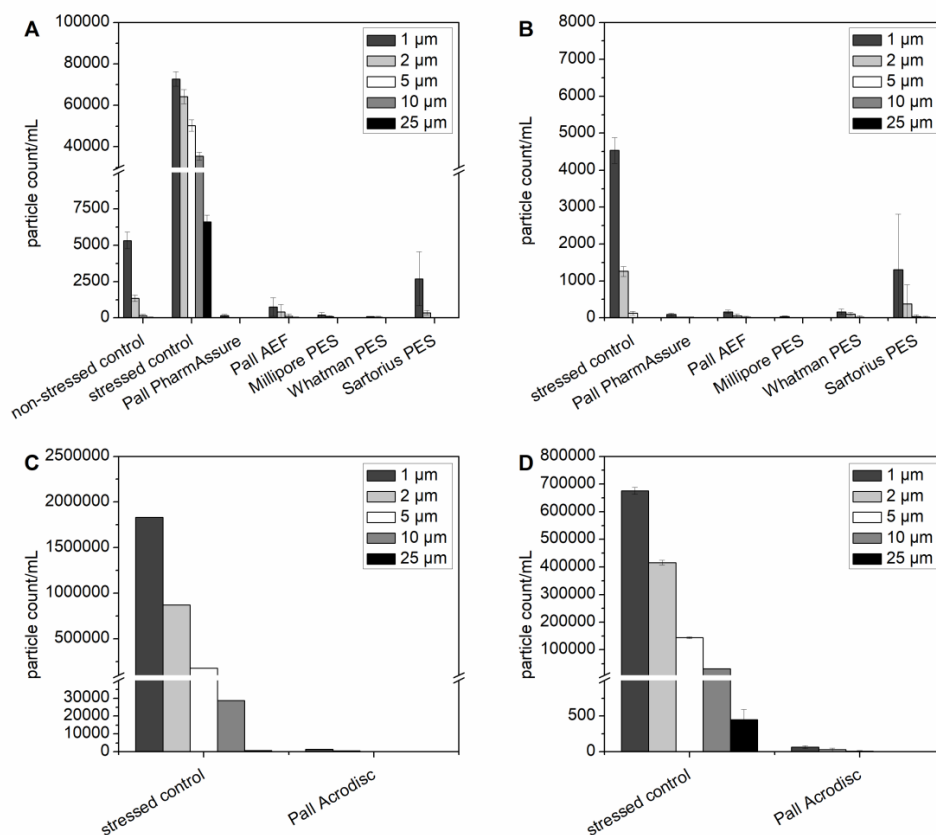 A
100000
80000
60000
40000
7500
5000
2500
0
particle count/mL
1 µm
2 µm
5 µm
10 µm
25 µm
non-stressed control
stressed control
Pall PharmAssure
Pall AEF
Millipore PES
Whatman PES
Sartorius PES
B
8000
7000
6000
5000
4000
3000
2000
1000
0
particle count/mL
1 µm
2 µm
5 µm
10 µm
25 µm
stressed control
Pall PharmAssure
Pall AEF
Millipore PES
Whatman PES
Sartorius PES
C
2500000
2000000
1500000
1000000
500000
30000
20000
10000
0
particle count/mL
1 µm
2 µm
5 µm
10 µm
25 µm
stressed control
Pall Acrodisc
D
800000
700000
600000
500000
400000
300000
200000
100000
500
0
particle count/mL
1 µm
2 µm
5 µm
10 µm
25 µm
stressed control
Pall Acrodisc